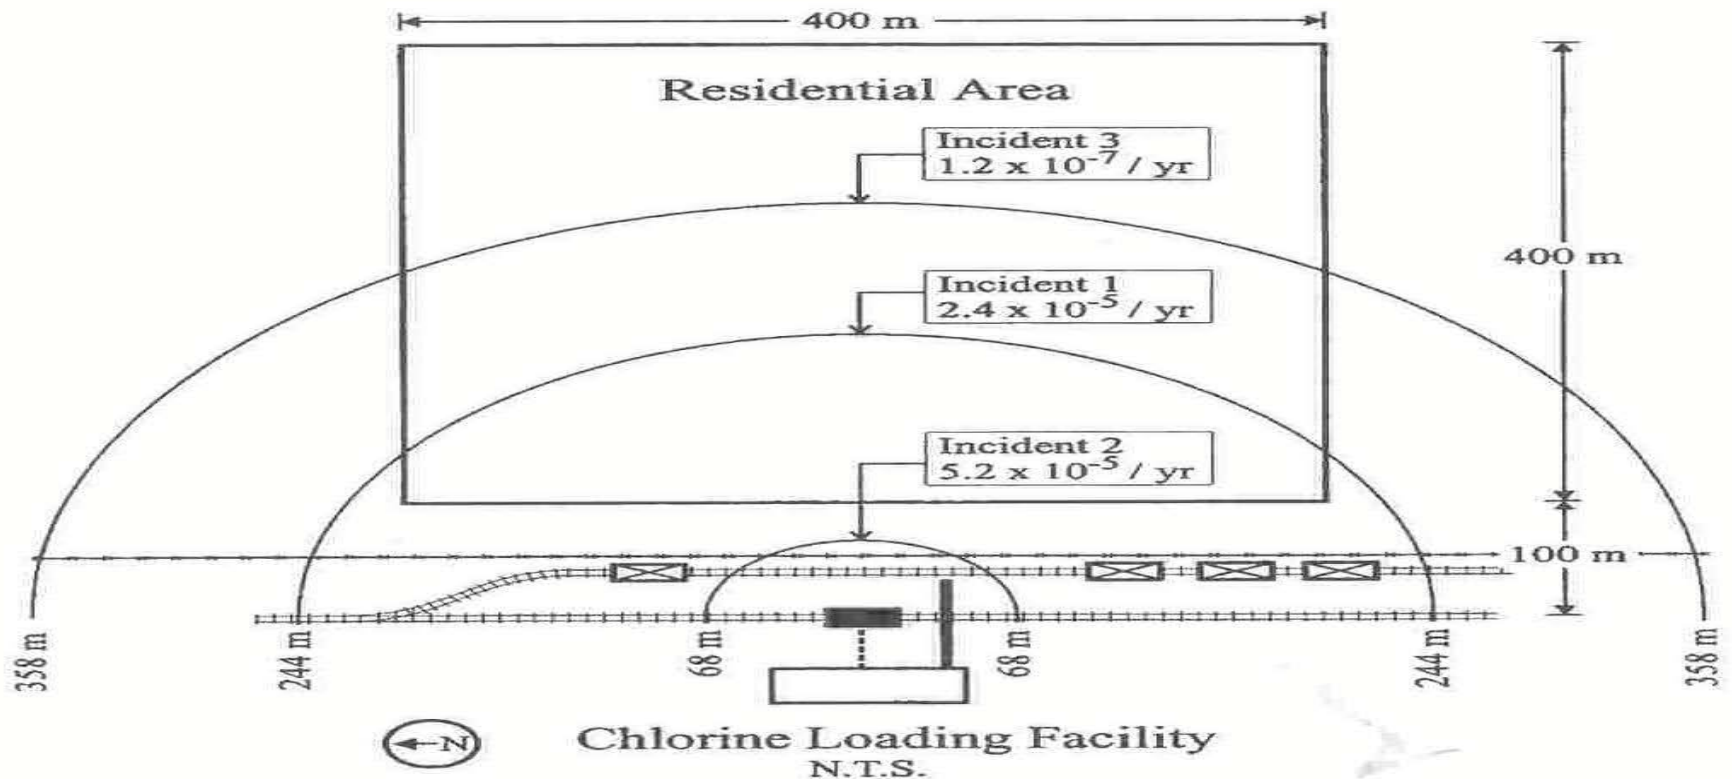 400 m
Residential Area
Incident 3
1.2 x 10⁻⁷ / yr
400 m
Incident 1
2.4 x 10⁻⁵ / yr
Incident 2
5.2 x 10⁻⁵ / yr
100 m
358 m
244 m
68 m
68 m
244 m
358 m
N
Chlorine Loading Facility
N.T.S.